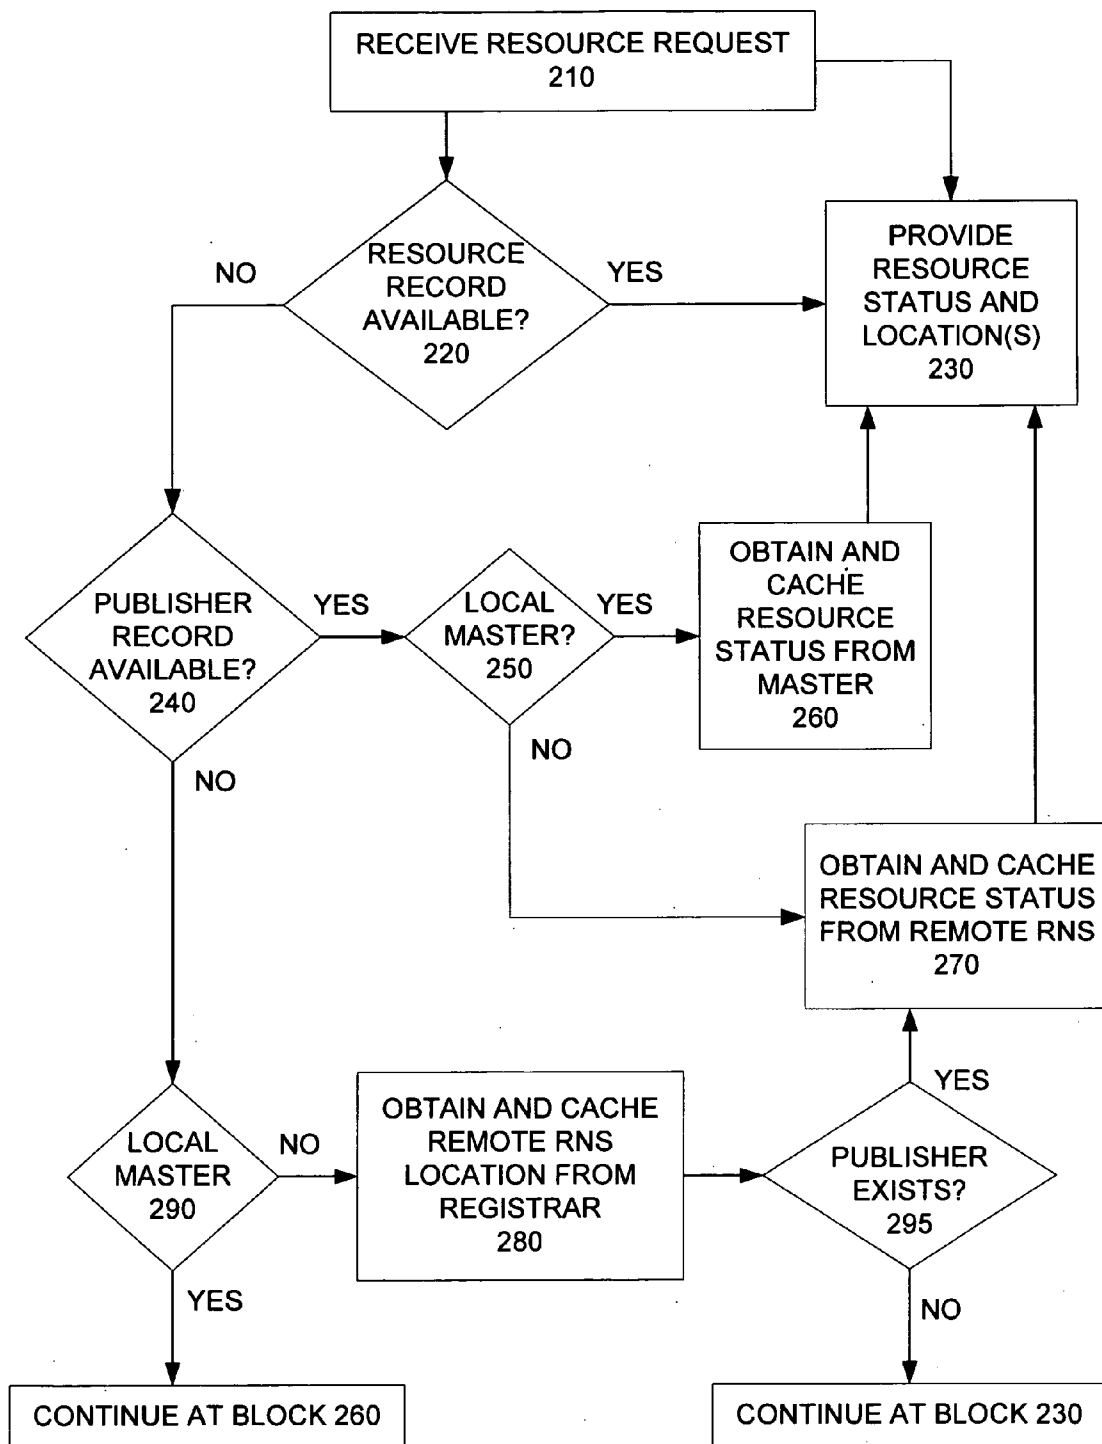 RECEIVE RESOURCE REQUEST
210
RESOURCE
RECORD
AVAILABLE?
220
NO
YES
PROVIDE
RESOURCE
STATUS AND
LOCATION(S)
230
PUBLISHER
RECORD
AVAILABLE?
240
YES
NO
LOCAL
MASTER?
250
YES
NO
OBTAIN AND
CACHE
RESOURCE
STATUS FROM
MASTER
260
OBTAIN AND CACHE
RESOURCE STATUS
FROM REMOTE RNS
270
LOCAL
MASTER
290
NO
YES
OBTAIN AND CACHE
REMOTE RNS
LOCATION FROM
REGISTRAR
280
PUBLISHER
EXISTS?
295
YES
NO
CONTINUE AT BLOCK 260
CONTINUE AT BLOCK 230